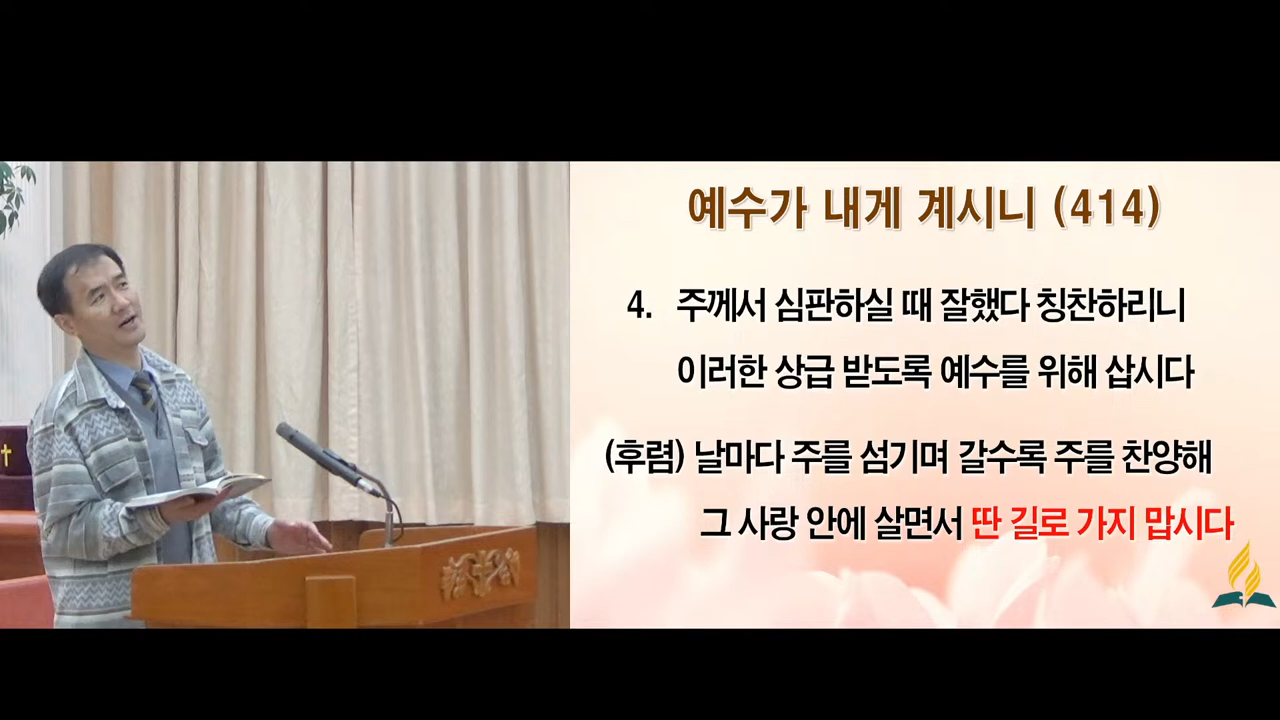 예수가 내게 계시니 (414)
4. 주께서 심판하실 때 잘했다 칭찬하리니
이러한 상급 받도록 예수를 위해 삽시다
(후렴) 날마다 주를 섬기며 갈수록 주를 찬양해
그 사랑 안에 살면서 딴 길로 가지 맙시다